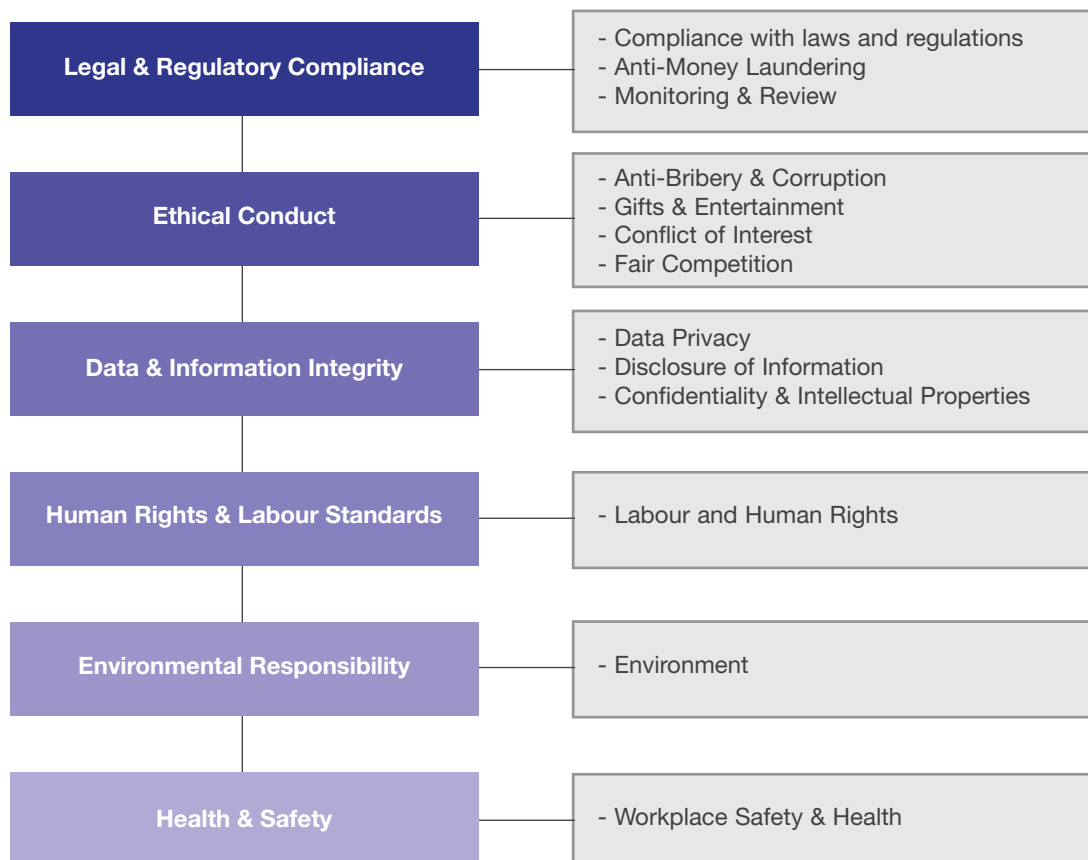 Legal & Regulatory Compliance
- Compliance with laws and regulations
- Anti-Money Laundering
- Monitoring & Review
Ethical Conduct
- Anti-Bribery & Corruption
- Gifts & Entertainment
- Conflict of Interest
- Fair Competition
Data & Information Integrity
- Data Privacy
- Disclosure of Information
- Confidentiality & Intellectual Properties
Human Rights & Labour Standards
- Labour and Human Rights
Environmental Responsibility
- Environment
Health & Safety
- Workplace Safety & Health